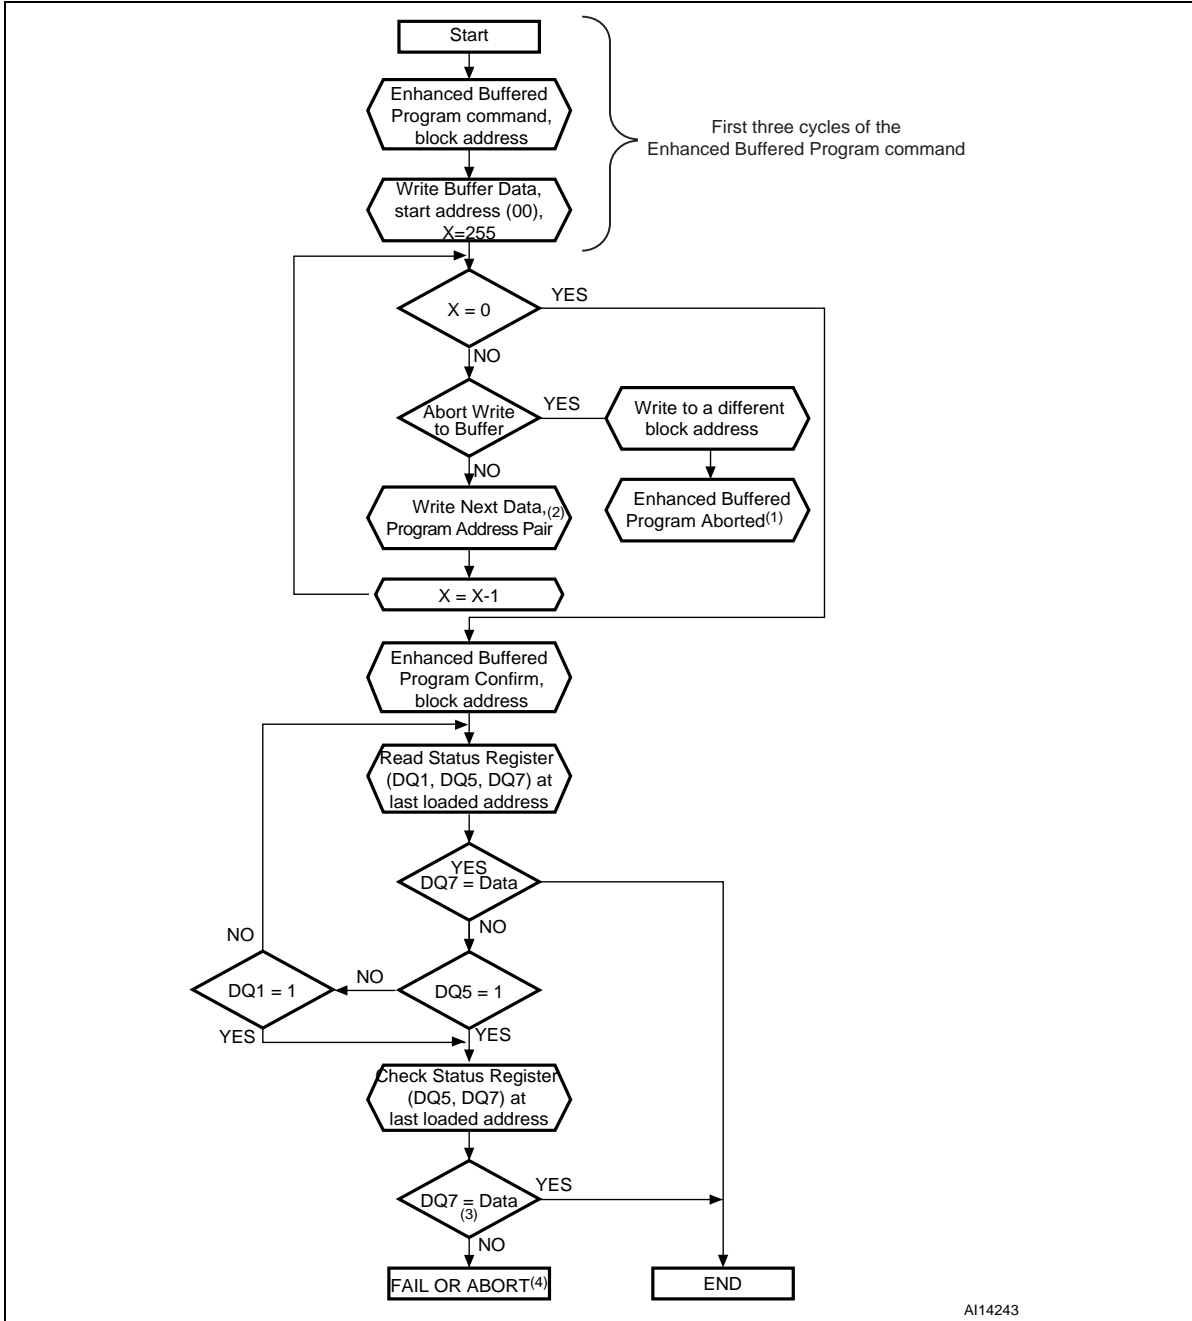 Start
Enhanced Buffered
Program command,
block address
First three cycles of the
Enhanced Buffered Program command
Write Buffer Data,
start address (00),
X=255
X = 0
YES
NO
Abort Write
to Buffer
YES
Write to a different
block address
NO
Write Next Data,(2)
Program Address Pair
Enhanced Buffered
Program Aborted(1)
X = X-1
Enhanced Buffered
Program Confirm,
block address
Read Status Register
(DQ1, DQ5, DQ7) at
last loaded address
YES
DQ7 = Data
NO
NO
DQ1 = 1
NO
DQ5 = 1
YES
YES
Check Status Register
(DQ5, DQ7) at
last loaded address
DQ7 = Data
(3)
YES
NO
FAIL OR ABORT(4)
END
AI14243